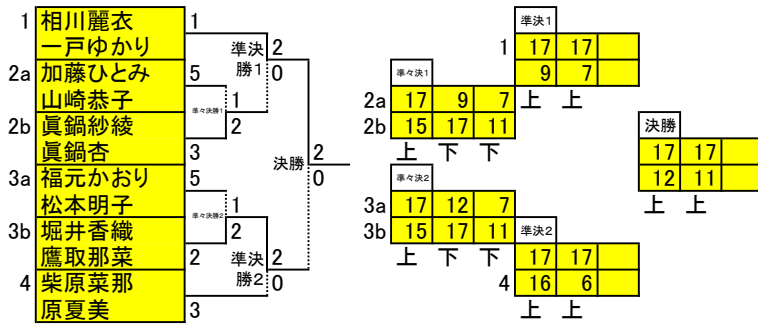 1 相川麗衣 1
一戸ゆかり
2a 加藤ひとみ 5
山崎恭子
2b 眞鍋紗綾
眞鍋杏 3
3a 福元かおり 5
松本明子
3b 堀井香織
鷹取那菜 2
4 柴原菜那
原夏美 3
準決勝1 2
0
準々決勝1 1
2
決勝 2
0
準々決勝2 1
2
準決勝2 2
0
準決1
1 17 17
9 7
上 上
準々決1
2a 17 9 7
2b 15 17 11
上 下 下
決勝
17 17
12 11
上 上
準々決2
3a 17 12 7
3b 15 17 11
上 下 下
準決2
17 17
4 16 6
上 上